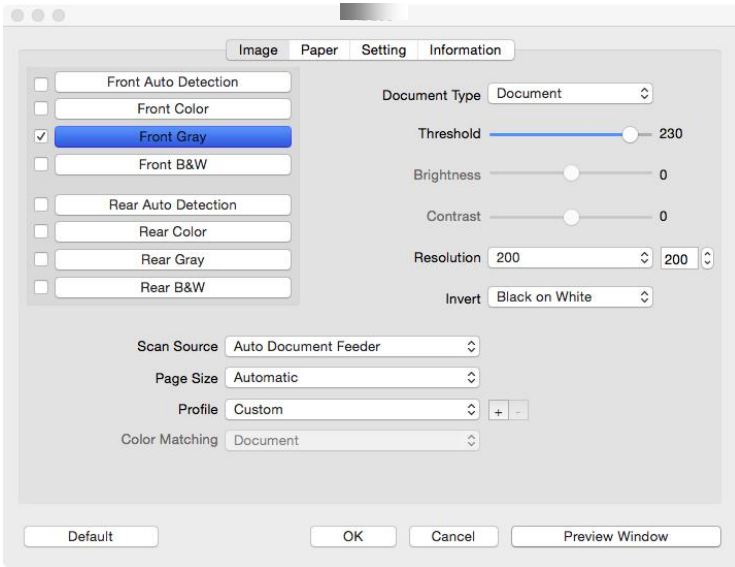 Image Paper Setting Information
Front Auto Detection
Front Color
Front Gray
Front B&W
Rear Auto Detection
Rear Color
Rear Gray
Rear B&W
Document Type Document
Threshold 230
Brightness 0
Contrast 0
Resolution 200 200
Invert Black on White
Scan Source Auto Document Feeder
Page Size Automatic
Profile Custom + -
Color Matching Document
Default OK Cancel Preview Window